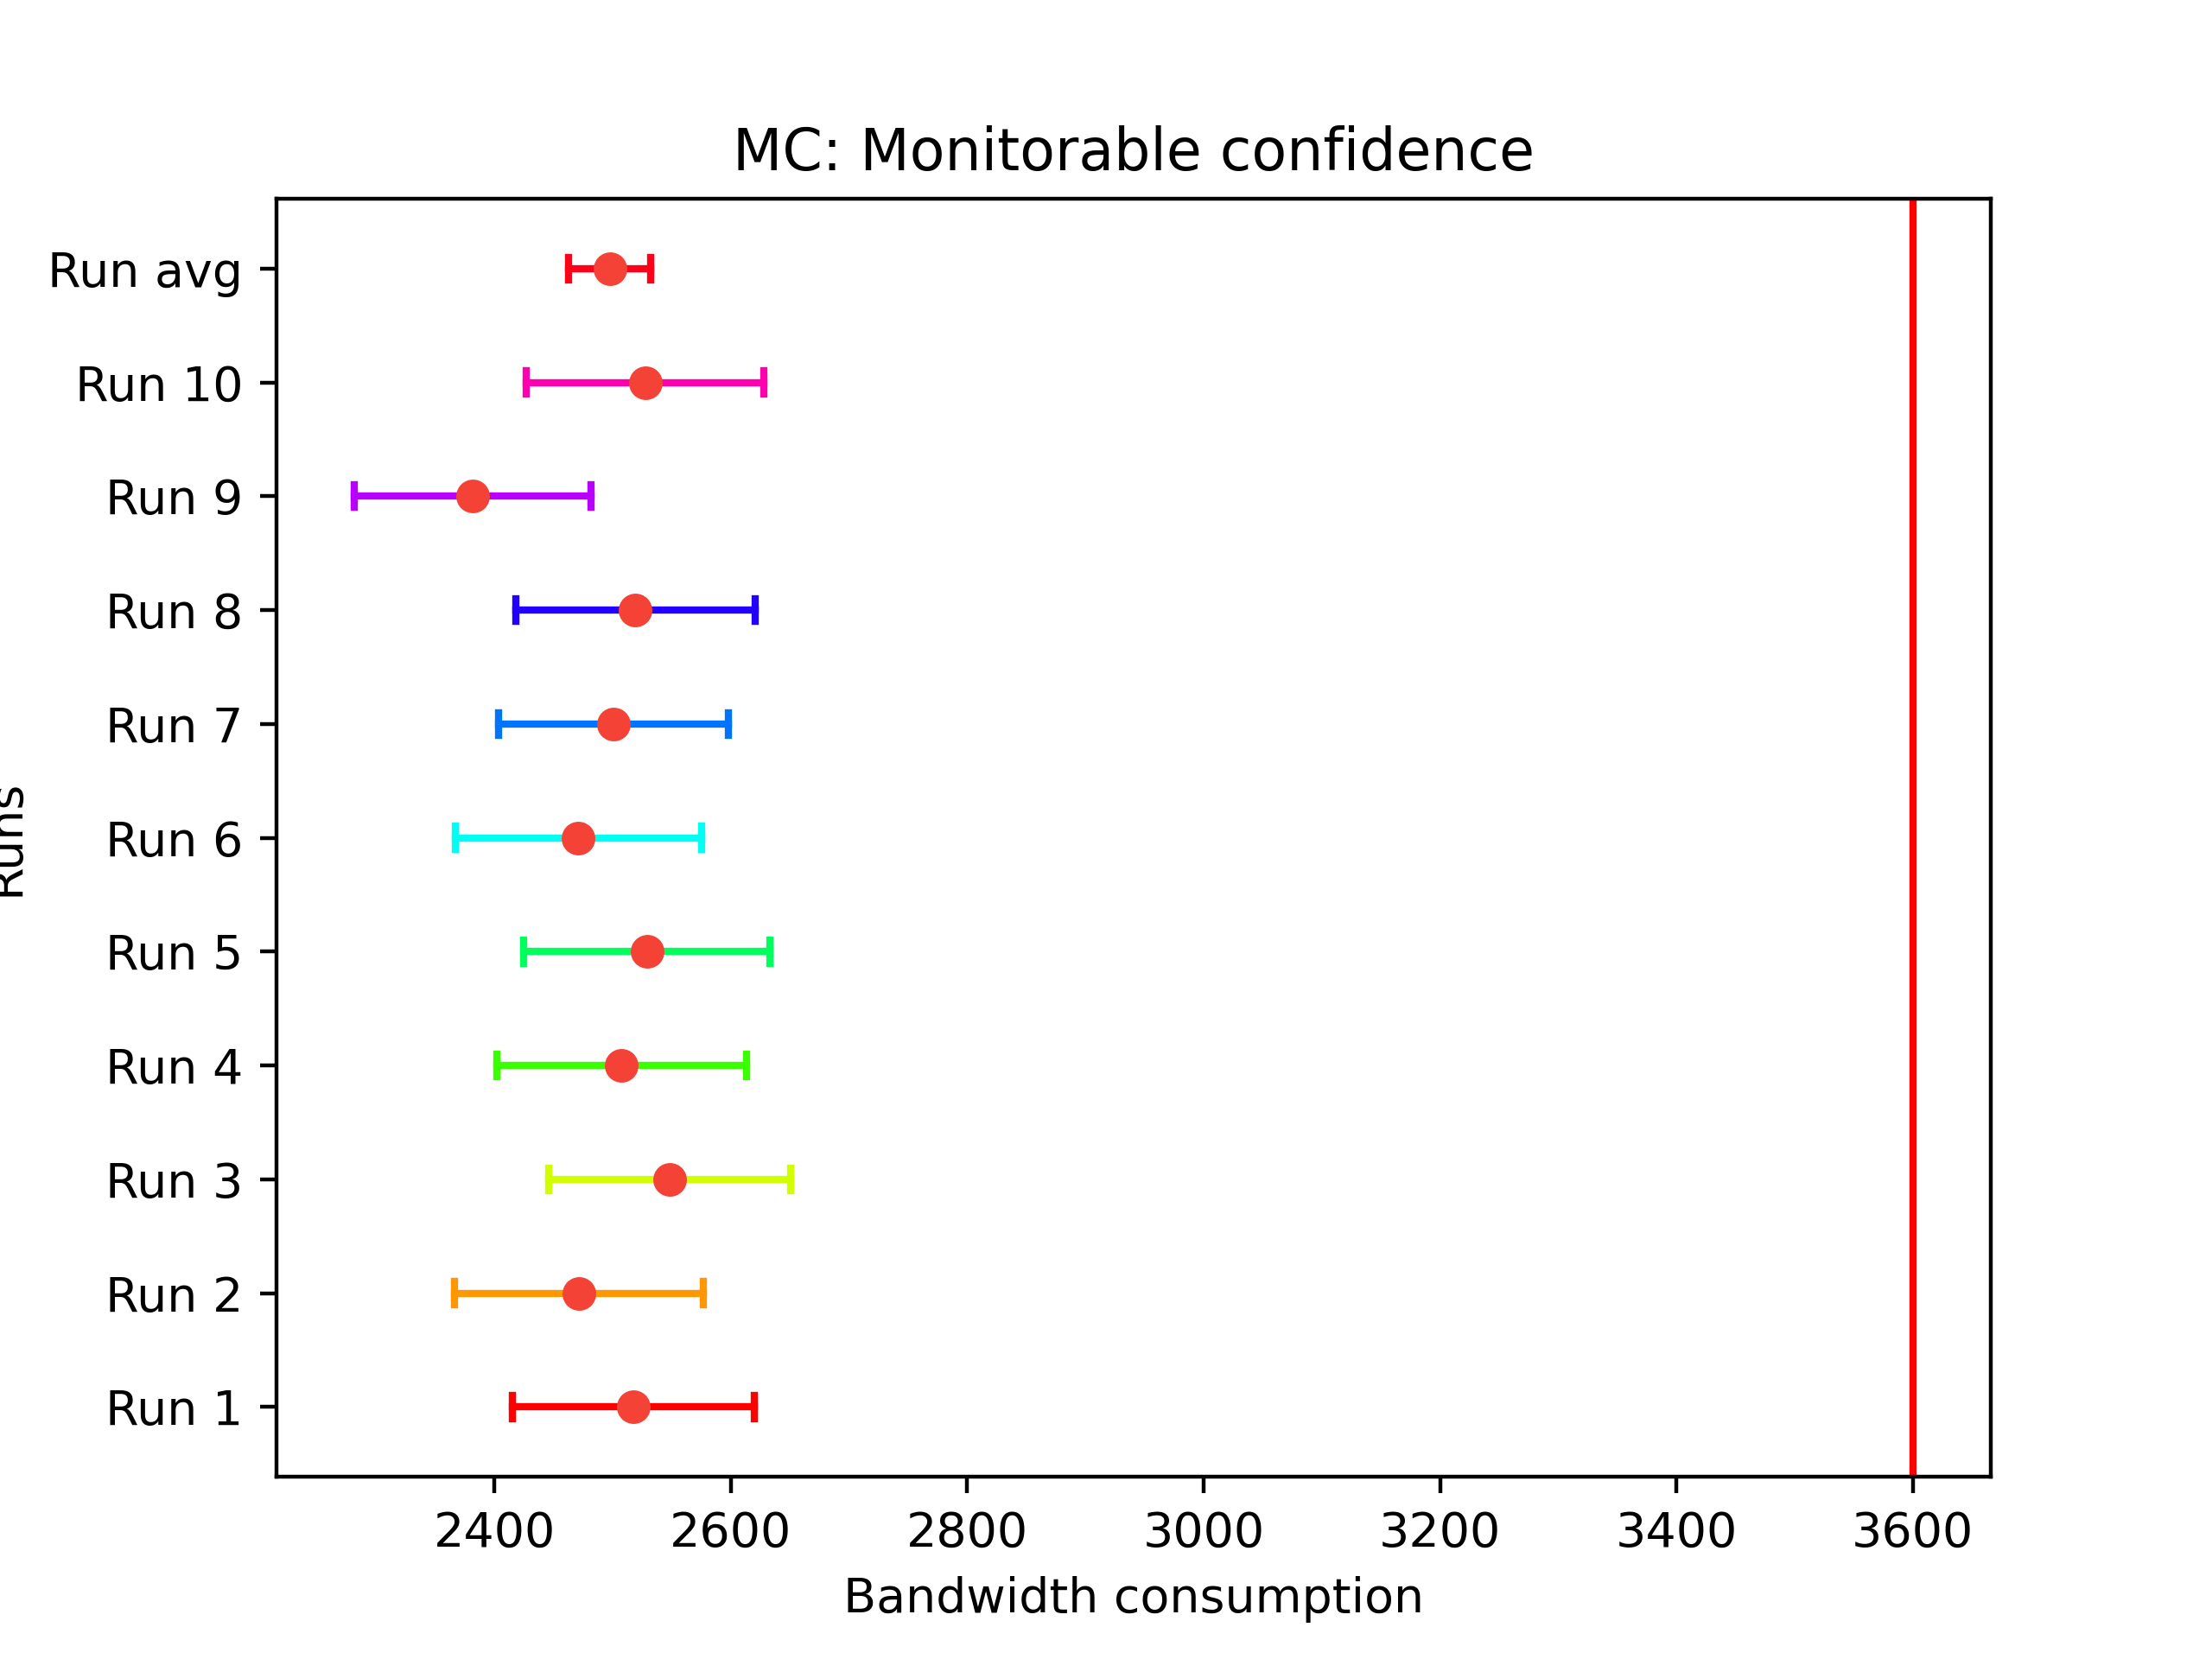 MC: Monitorable confidence
Run avg
Run 10
Run 9
Run 8
Run 7
Run 6
Runs
Run 5
Run 4
Run 3
Run 2
Run 1
2400 2600 2800 3000 3200 3400 3600
Bandwidth consumption